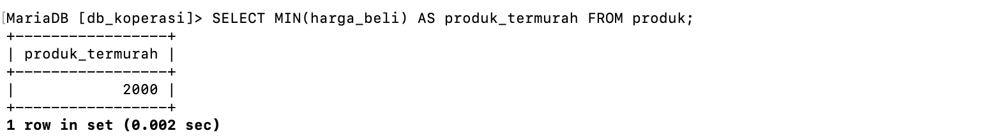 MariaDB [db_koperasi]> SELECT MIN(harga_beli) AS produk_termurah FROM produk;
+-----------------+
| produk_termurah |
+-----------------+
|            2000 |
+-----------------+
1 row in set (0.002 sec)